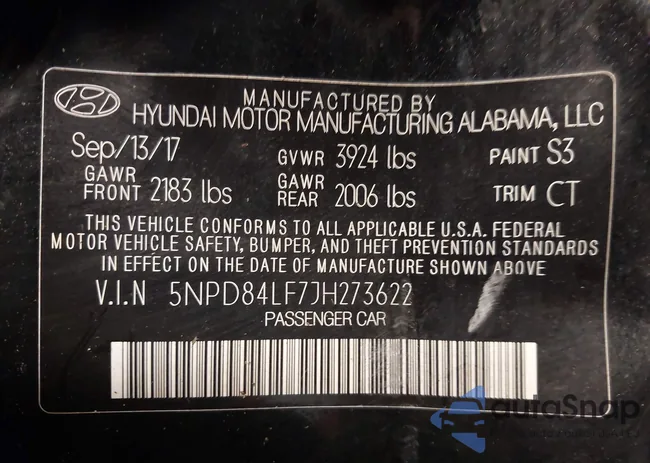 MANUFACTURED BY
HYUNDAI MOTOR MANUFACTURING ALABAMA, LLC
Sep/13/17 GVWR 3924 lbs PAINT S3
GAWR FRONT 2183 lbs GAWR REAR 2006 lbs TRIM CT
THIS VEHICLE CONFORMS TO ALL APPLICABLE U.S.A. FEDERAL
MOTOR VEHICLE SAFETY, BUMPER, AND THEFT PREVENTION STANDARDS
IN EFFECT ON THE DATE OF MANUFACTURE SHOWN ABOVE
V.I.N 5NPD84LF7JH273622
PASSENGER CAR
autoSnap